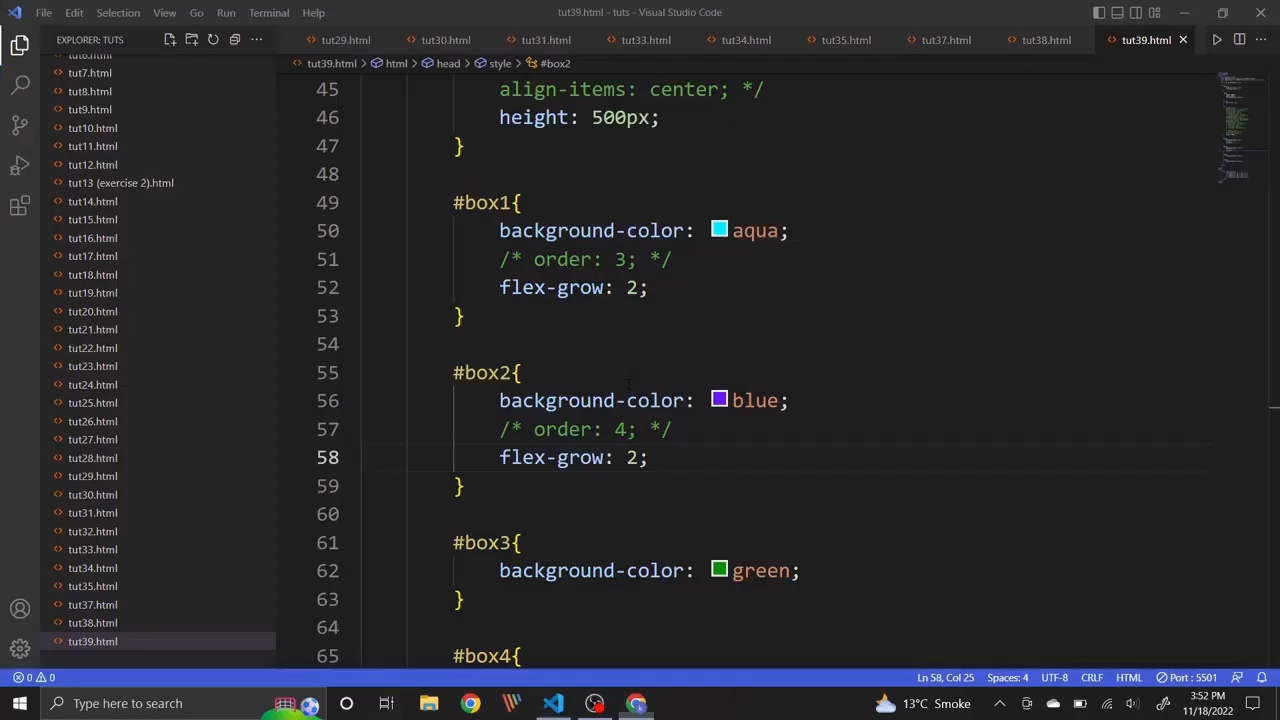 File Edit Selection View Go Run Terminal Help
tut39.html - tuts - Visual Studio Code
EXPLORER: TUTS
tut29.html tut30.html tut31.html tut33.html tut34.html tut35.html tut37.html tut38.html tut39.html
tut39.html > html > head > style > #box2
tut6.html
tut7.html
tut8.html
tut9.html
tut10.html
tut11.html
tut12.html
tut13 (exercise 2).html
tut14.html
tut15.html
tut16.html
tut17.html
tut18.html
tut19.html
tut20.html
tut21.html
tut22.html
tut23.html
tut24.html
tut25.html
tut26.html
tut27.html
tut28.html
tut29.html
tut30.html
tut31.html
tut32.html
tut33.html
tut34.html
tut35.html
tut37.html
tut38.html
tut39.html
45 align-items: center; */
46 height: 500px;
47 }
48
49 #box1{
50 background-color: aqua;
51 /* order: 3; */
52 flex-grow: 2;
53 }
54
55 #box2{
56 background-color: blue;
57 /* order: 4; */
58 flex-grow: 2;
59 }
60
61 #box3{
62 background-color: green;
63 }
64
65 #box4{
0 0
Ln 58, Col 25 Spaces: 4 UTF-8 CRLF HTML Port : 5501
Type here to search
13°C Smoke
3:52 PM
11/18/2022